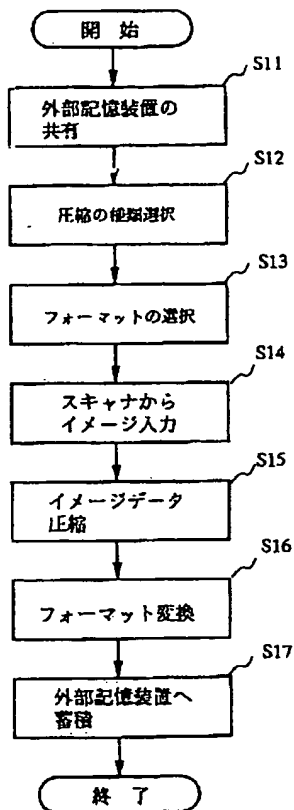 開 始
S11
外部記憶装置の
共有
S12
圧縮の種類選択
S13
フォーマットの選択
S14
スキャナから
イメージ入力
S15
イメージデータ
圧縮
S16
フォーマット変換
S17
外部記憶装置へ
蓄積
終 了